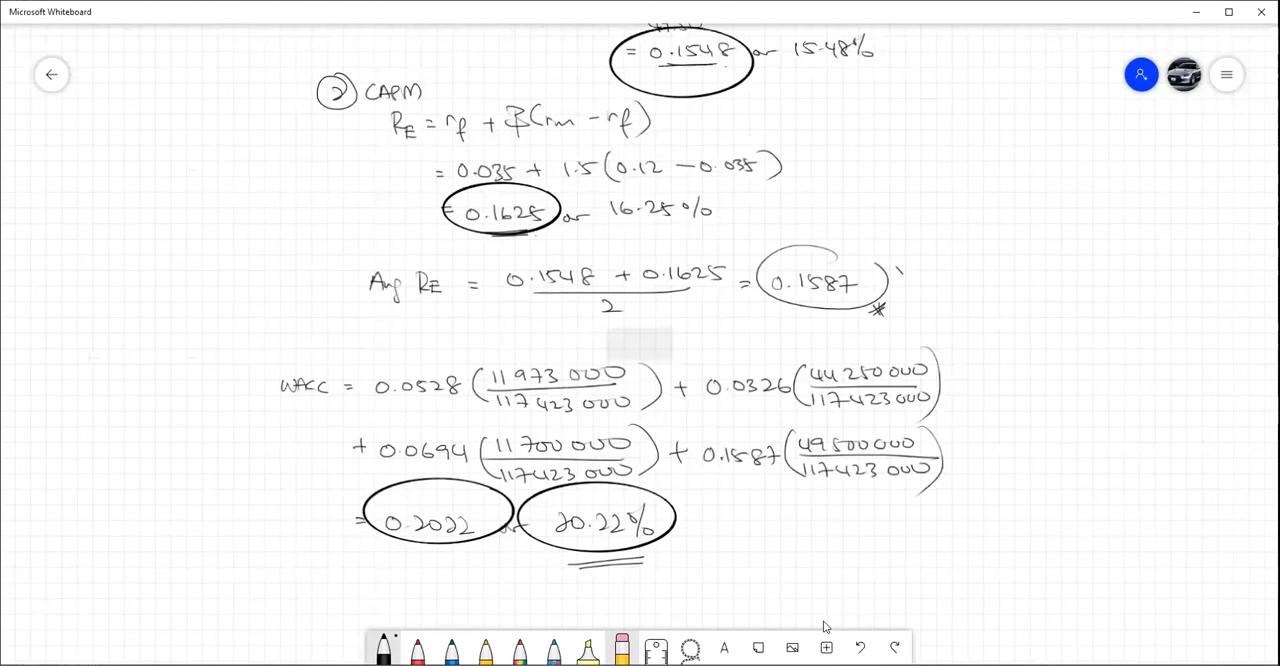 Microsoft Whiteboard
= 0.1548 or 15.48%
② CAPM
RE = rf + β(rm - rf)
= 0.035 + 1.5(0.12 - 0.035)
= 0.1625 or 16.25%
Avg RE = 0.1548 + 0.1625 / 2 = 0.1587 *
WACC = 0.0528 (11 973 000 / 117 423 000) + 0.0326 (44 250 000 / 117 423 000)
+ 0.0694 (11 700 000 / 117 423 000) + 0.1587 (49 500 000 / 117 423 000)
= 0.2022 or 20.22%
A